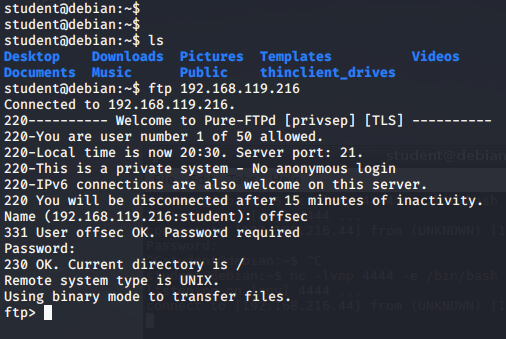 student@debian:~$
student@debian:~$
student@debian:~$ ls
Desktop Downloads Pictures Templates Videos
Documents Music Public thinclient_drives
student@debian:~$ ftp 192.168.119.216
Connected to 192.168.119.216.
220---------- Welcome to Pure-FTPd [privsep] [TLS] ----------
220-You are user number 1 of 50 allowed.
220-Local time is now 20:30. Server port: 21.
220-This is a private system - No anonymous login
220-IPv6 connections are also welcome on this server.
220 You will be disconnected after 15 minutes of inactivity.
Name (192.168.119.216:student): offsec
331 User offsec OK. Password required
Password:
230 OK. Current directory is /
Remote system type is UNIX.
Using binary mode to transfer files.
ftp>